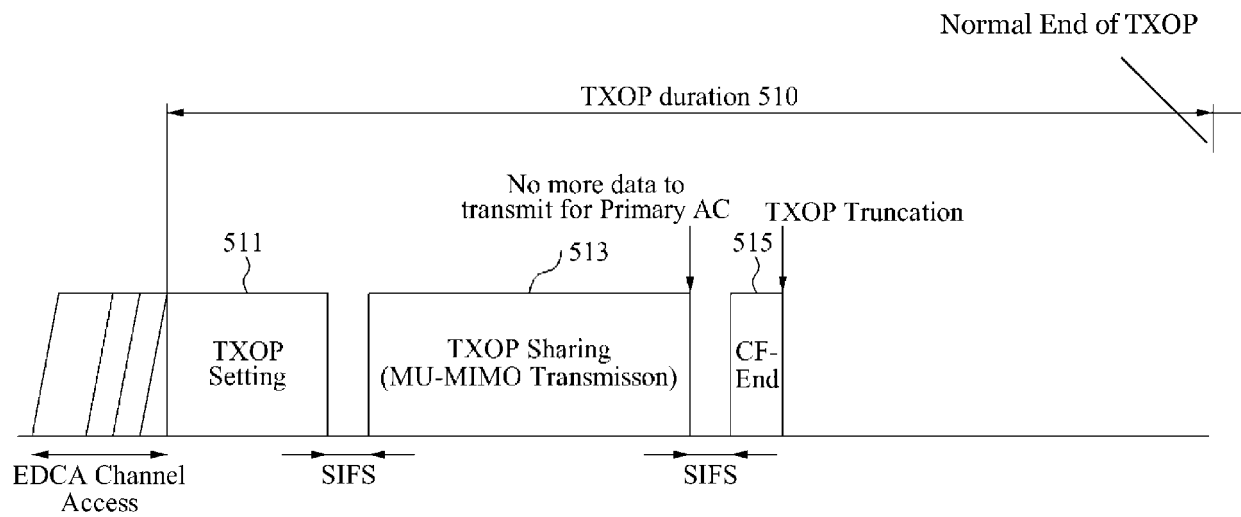 Normal End of TXOP
TXOP duration 510
No more data to
transmit for Primary AC
TXOP Truncation
511
513
515
TXOP
Setting
TXOP Sharing
(MU-MIMO Transmisson)
CF-
End
EDCA Channel
Access
SIFS
SIFS